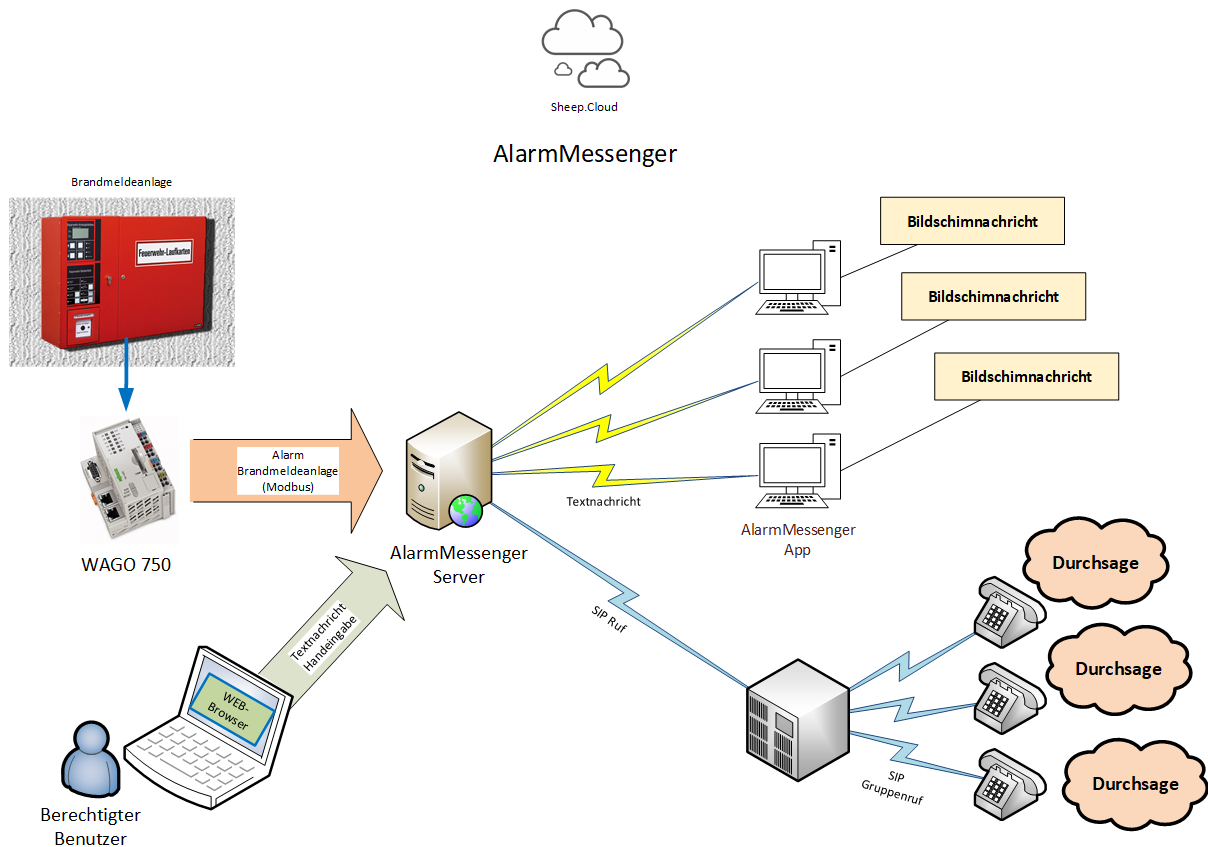 Sheep.Cloud
AlarmMessenger
Brandmeldeanlage
Feuerwehr-Laufkarten
Bildschimnachricht
Bildschimnachricht
Bildschimnachricht
Alarm
Brandmeldeanlage
(Modbus)
WAGO 750
AlarmMessenger
Server
Textnachricht
AlarmMessenger
App
Textnachricht
Handeingabe
SIP Ruf
Durchsage
Durchsage
Durchsage
SIP
Gruppenruf
WEB-
Browser
Berechtigter
Benutzer